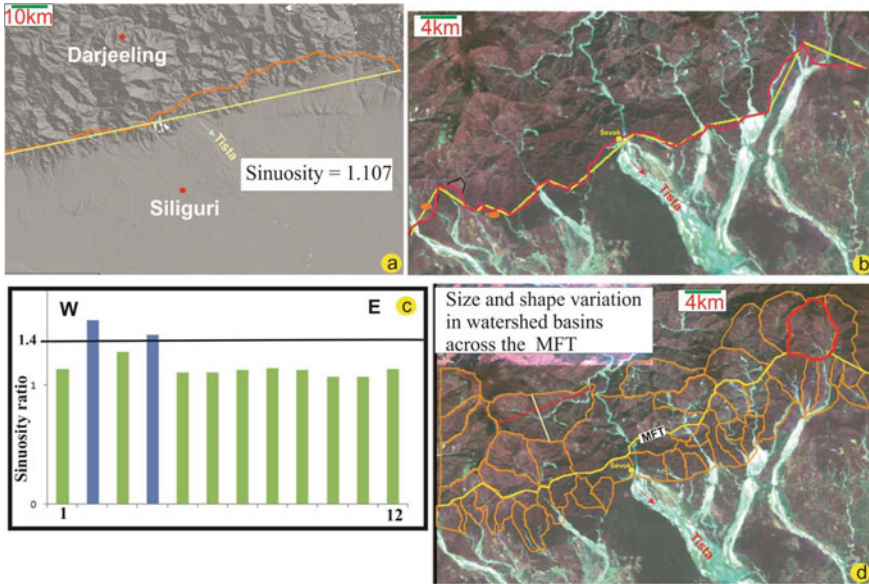 10km
Darjeeling
Tista
Sinuosity = 1.107
Siliguri
a
4km
Sevok
Tista
b
W
E
c
1.4
1
0
Sinuosity ratio
1
12
Size and shape variation
in watershed basins
across the MFT
4km
MFT
Sevok
Tista
d